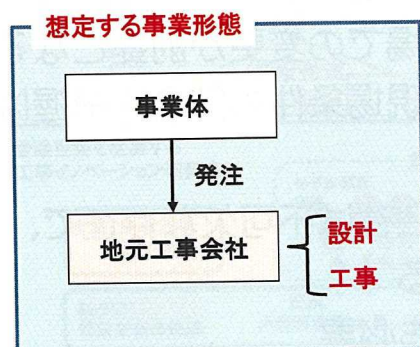 想定する事業形態
事業体
発注
地元工事会社
設計
工事